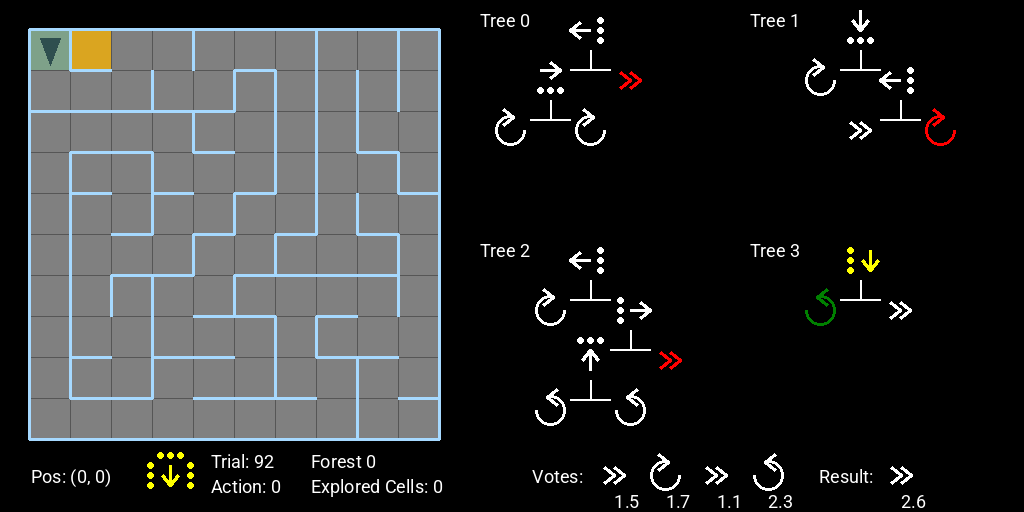 Tree 0
Tree 1
Tree 2
Tree 3
Pos: (0, 0)
Trial: 92
Forest 0
Action: 0
Explored Cells: 0
Votes:
Result:
1.5
1.7
1.1
2.3
2.6